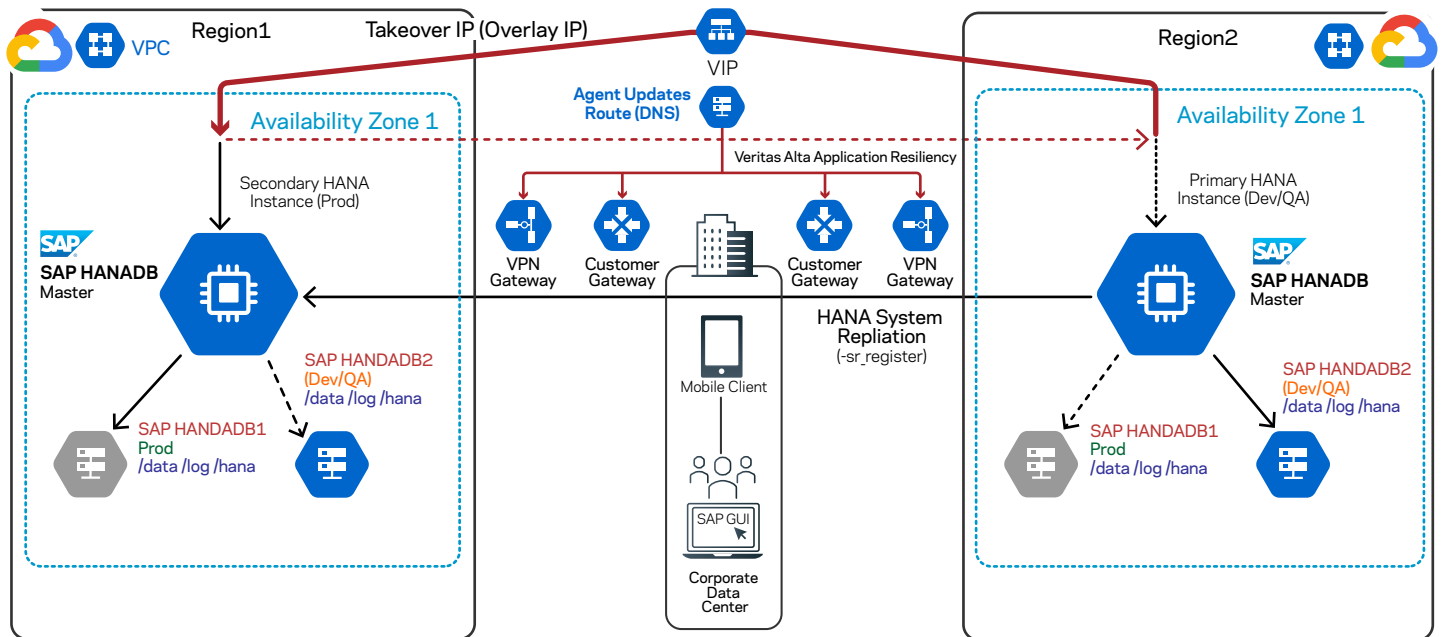 Region1
VPC
Takeover IP (Overlay IP)
VIP
Region2
Agent Updates
Route (DNS)
Availability Zone 1
Availability Zone 1
Veritas Alta Application Resiliency
Secondary HANA
Instance (Prod)
Primary HANA
Instance (Dev/QA)
SAP
SAP HANADB
Master
VPN
Gateway
Customer
Gateway
Customer
Gateway
VPN
Gateway
SAP
SAP HANADB
Master
HANA System
Repliation
(-sr_register)
SAP HANDADB2
(Dev/QA)
/data /log /hana
SAP HANDADB1
Prod
/data /log /hana
Mobile Client
SAP GUI
Corporate
Data
Center
SAP HANDADB2
(Dev/QA)
/data /log /hana
SAP HANDADB1
Prod
/data /log /hana